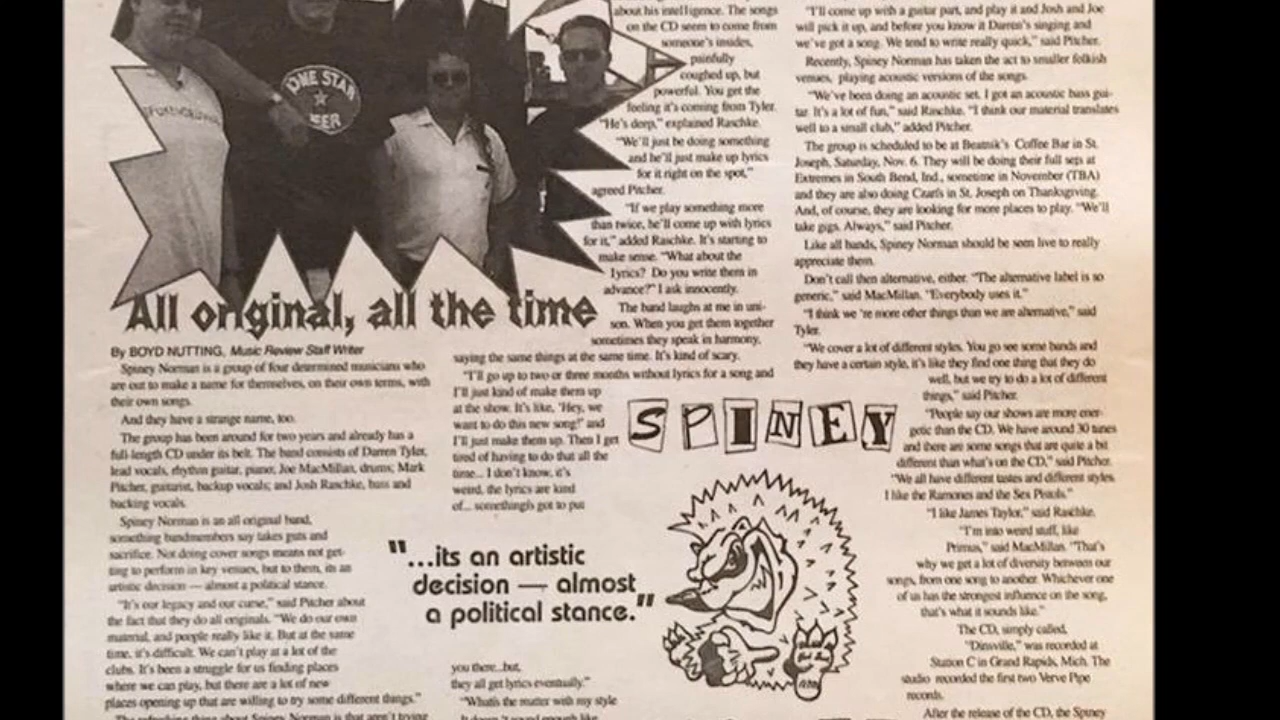 ONE STAR
BEER
All original, all the time
By BOYD NUTTING, Music Review Staff Writer
Spiney Norman is a group of four determined musicians who
are out to make a name for themselves, on their own terms, with
their own songs.
And they have a strange name, too.
The group has been around for two years and already has a
full-length CD under its belt. The band consists of Darren Tyler,
lead vocals, rhythm guitar, piano; Joe MacMillan, drums; Mark
Pitcher, guitarist, backup vocals; and Josh Raschke, bass and
backing vocals.
Spiney Norman is an all original band,
something bandmembers say takes guts and
sacrifice. Not doing cover songs means not get-
ting to perform in key venues, but to them, its an
artistic decision — almost a political stance.
"It's our legacy and our curse," said Pitcher about
the fact that they do all originals. "We do our own
material, and people really like it. But at the same
time, it's difficult. We can't play at a lot of the
clubs. It's been a struggle for us finding places
where we can play, but there are a lot of new
places opening up that are willing to try some different things."
The refreshing thing about Spiney Norman is that aren't trying
about his intelligence. The songs
on the CD seem to come from
someone's insides,
painfully
coughed up, but
powerful. You get the
feeling it's coming from Tyler.
"He's deep," explained Raschke.
"We'll just be doing something
and he'll just make up lyrics
for it right on the spot,"
agreed Pitcher.
"If we play something more
than twice, he'll come up with lyrics
for it," added Raschke. It's starting to
make sense. "What about the
lyrics? Do you write them in
advance?" I ask innocently.
The band laughs at me in uni-
son. When you get them together
sometimes they speak in harmony,
saying the same things at the same time. It's kind of scary.
"I'll go up to two or three months without lyrics for a song and
I'll just kind of make them up
at the show. It's like, 'Hey, we
want to do this new song!' and
I'll just make them up. Then I get
tired of having to do that all the
time... I don't know, it's
weird, the lyrics are kind
of... something's got to put
"...its an artistic
decision — almost
a political stance."
you there...but,
they all get lyrics eventually."
"What's the matter with my style
It doesn't sound enough like
SPINEY
"I'll come up with a guitar part, and play it and Josh and Joe
will pick it up, and before you know it Darren's singing and
we've got a song. We tend to write really quick," said Pitcher.
Recently, Spiney Norman has taken the act to smaller folkish
venues, playing acoustic versions of the songs.
"We've been doing an acoustic set. I got an acoustic bass gui-
tar. It's a lot of fun," said Raschke. "I think our material translates
well to a small club," added Pitcher.
The group is scheduled to be at Beatnik's Coffee Bar in St.
Joseph, Saturday, Nov. 6. They will be doing their full sets at
Extremes in South Bend, Ind., sometime in November (TBA)
and they are also doing Czar's in St. Joseph on Thanksgiving.
And, of course, they are looking for more places to play. "We'll
take gigs. Always," said Pitcher.
Like all bands, Spiney Norman should be seen live to really
appreciate them.
Don't call then alternative, either. "The alternative label is so
generic," said MacMillan. "Everybody uses it."
"I think we 're more other things than we are alternative," said
Tyler.
"We cover a lot of different styles. You go see some bands and
they have a certain style, it's like they find one thing that they do
well, but we try to do a lot of different
things," said Pitcher.
"People say our shows are more ener-
getic than the CD. We have around 30 tunes
and there are some songs that are quite a bit
different than what's on the CD," said Pitcher.
"We all have different tastes and different styles.
I like the Ramones and the Sex Pistols."
"I like James Taylor," said Raschke.
"I'm into weird stuff, like
Primus," said MacMillan. "That's
why we get a lot of diversity between our
songs, from one song to another. Whichever one
of us has the strongest influence on the song,
that's what it sounds like."
The CD, simply called,
"Dinsville," was recorded at
Station C in Grand Rapids, Mich. The
studio recorded the first two Verve Pipe
records.
After the release of the CD, the Spiney